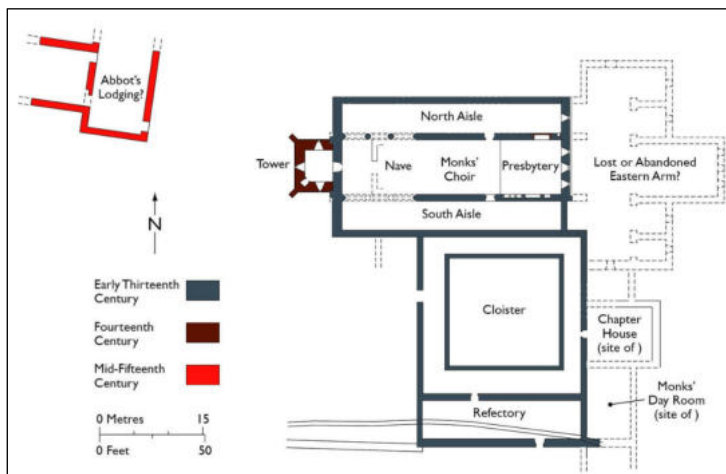 Abbot's
Lodging?
North Aisle
Tower
Nave
Monks'
Choir
Presbytery
Lost or Abandoned
Eastern Arm?
South Aisle
N
Early Thirteenth
Century
Fourteenth
Century
Mid-Fifteenth
Century
Cloister
Chapter
House
(site of )
Monks'
Day Room
(site of )
Refectory
0 Metres 15
0 Feet 50